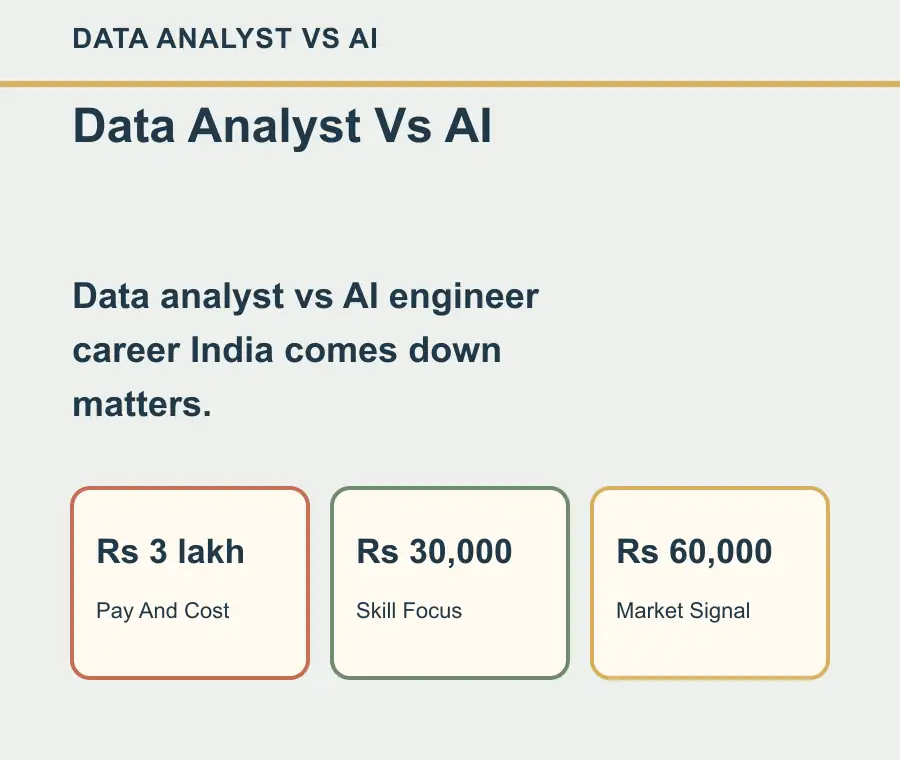 DATA ANALYST VS AI
Data Analyst Vs AI
Data analyst vs AI engineer
career India comes down
matters.
Rs 3 lakh
Pay And Cost
Rs 30,000
Skill Focus
Rs 60,000
Market Signal